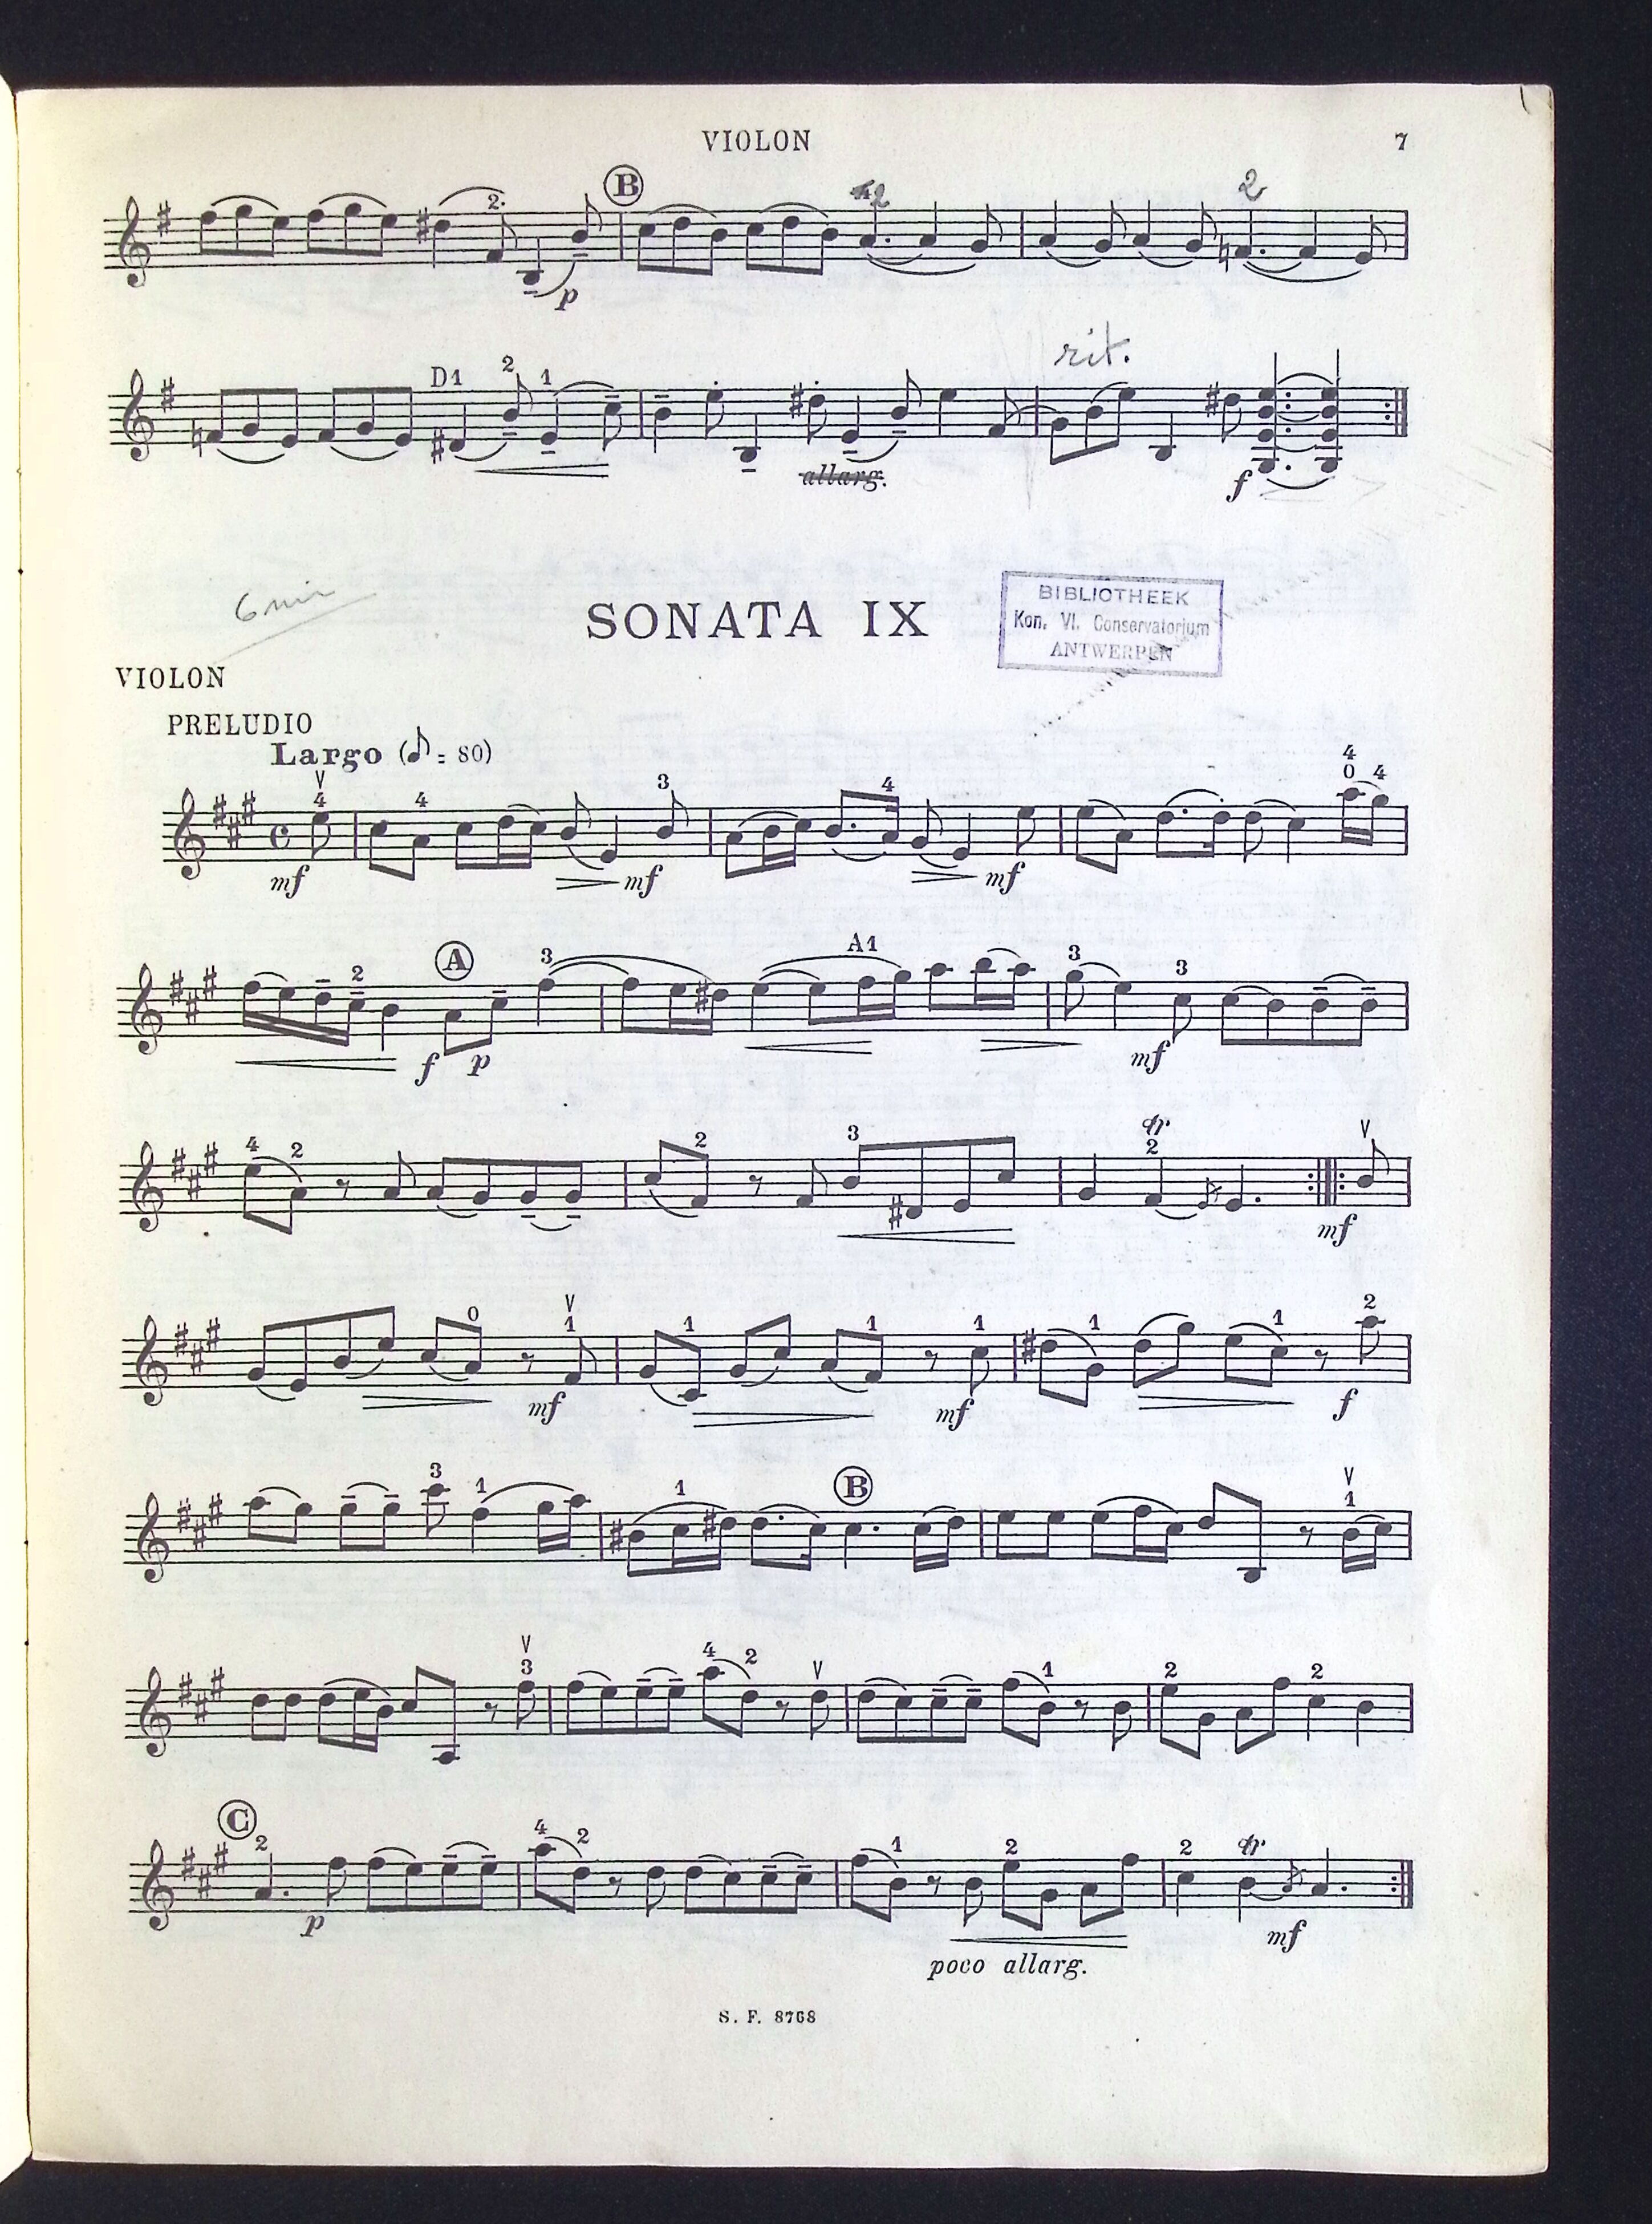 VIOLON 7
B 2. 2 2
p
D1 2 1 rit.
allarg. f
6 min
SONATA IX
BIBLIOTHEEK
Kon. Vl. Conservatorium
ANTWERPEN
VIOLON
PRELUDIO
Largo (♪ = 80)
V 4 4 3 4 4 0 4
mf mf mf
2 A 3 A1 3 3
f p mf
4 2 2 3 tr 2 V
mf
0 V 1 1 1 1 1 1 2
mf mf f
3 1 1 B V 1
V 3 4 2 V 1 2 2
C 2 4 2 1 2 2 tr
p mf
poco allarg.
S. F. 8768